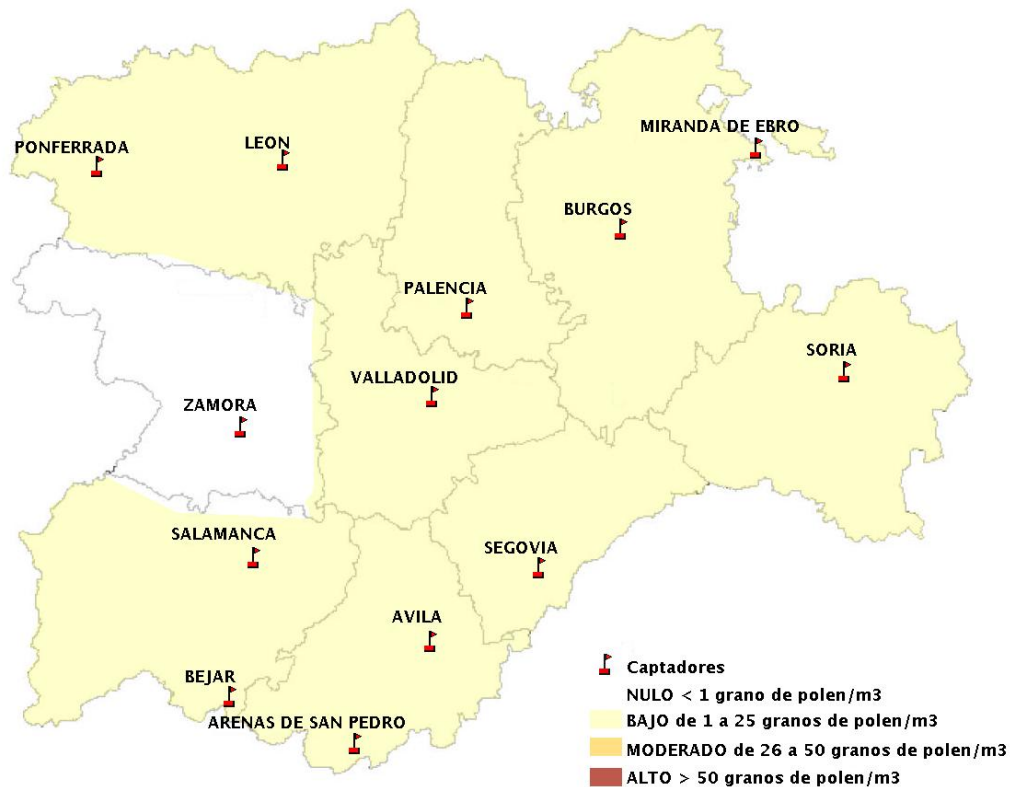 MIRANDA DE EBRO
PONFERRADA
LEON
BURGOS
PALENCIA
SORIA
VALLADOLID
ZAMORA
SALAMANCA
SEGOVIA
AVILA
BEJAR
ARENAS DE SAN PEDRO
Captadores
NULO < 1 grano de polen/m3
BAJO de 1 a 25 granos de polen/m3
MODERADO de 26 a 50 granos de polen/m3
ALTO > 50 granos de polen/m3